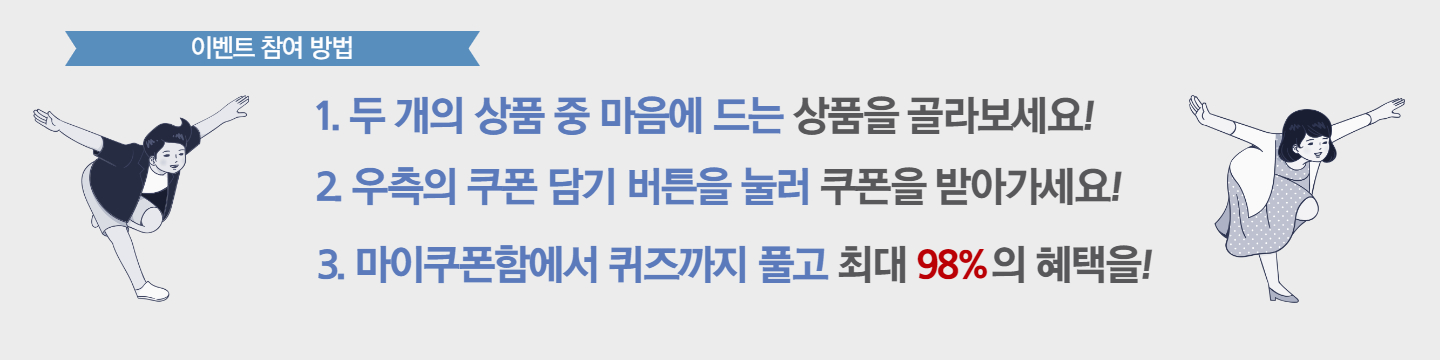 이벤트 참여 방법
1. 두 개의 상품 중 마음에 드는 상품을 골라보세요!
2. 우측의 쿠폰 담기 버튼을 눌러 쿠폰을 받아가세요!
3. 마이쿠폰함에서 퀴즈까지 풀고 최대 98%의 혜택을!